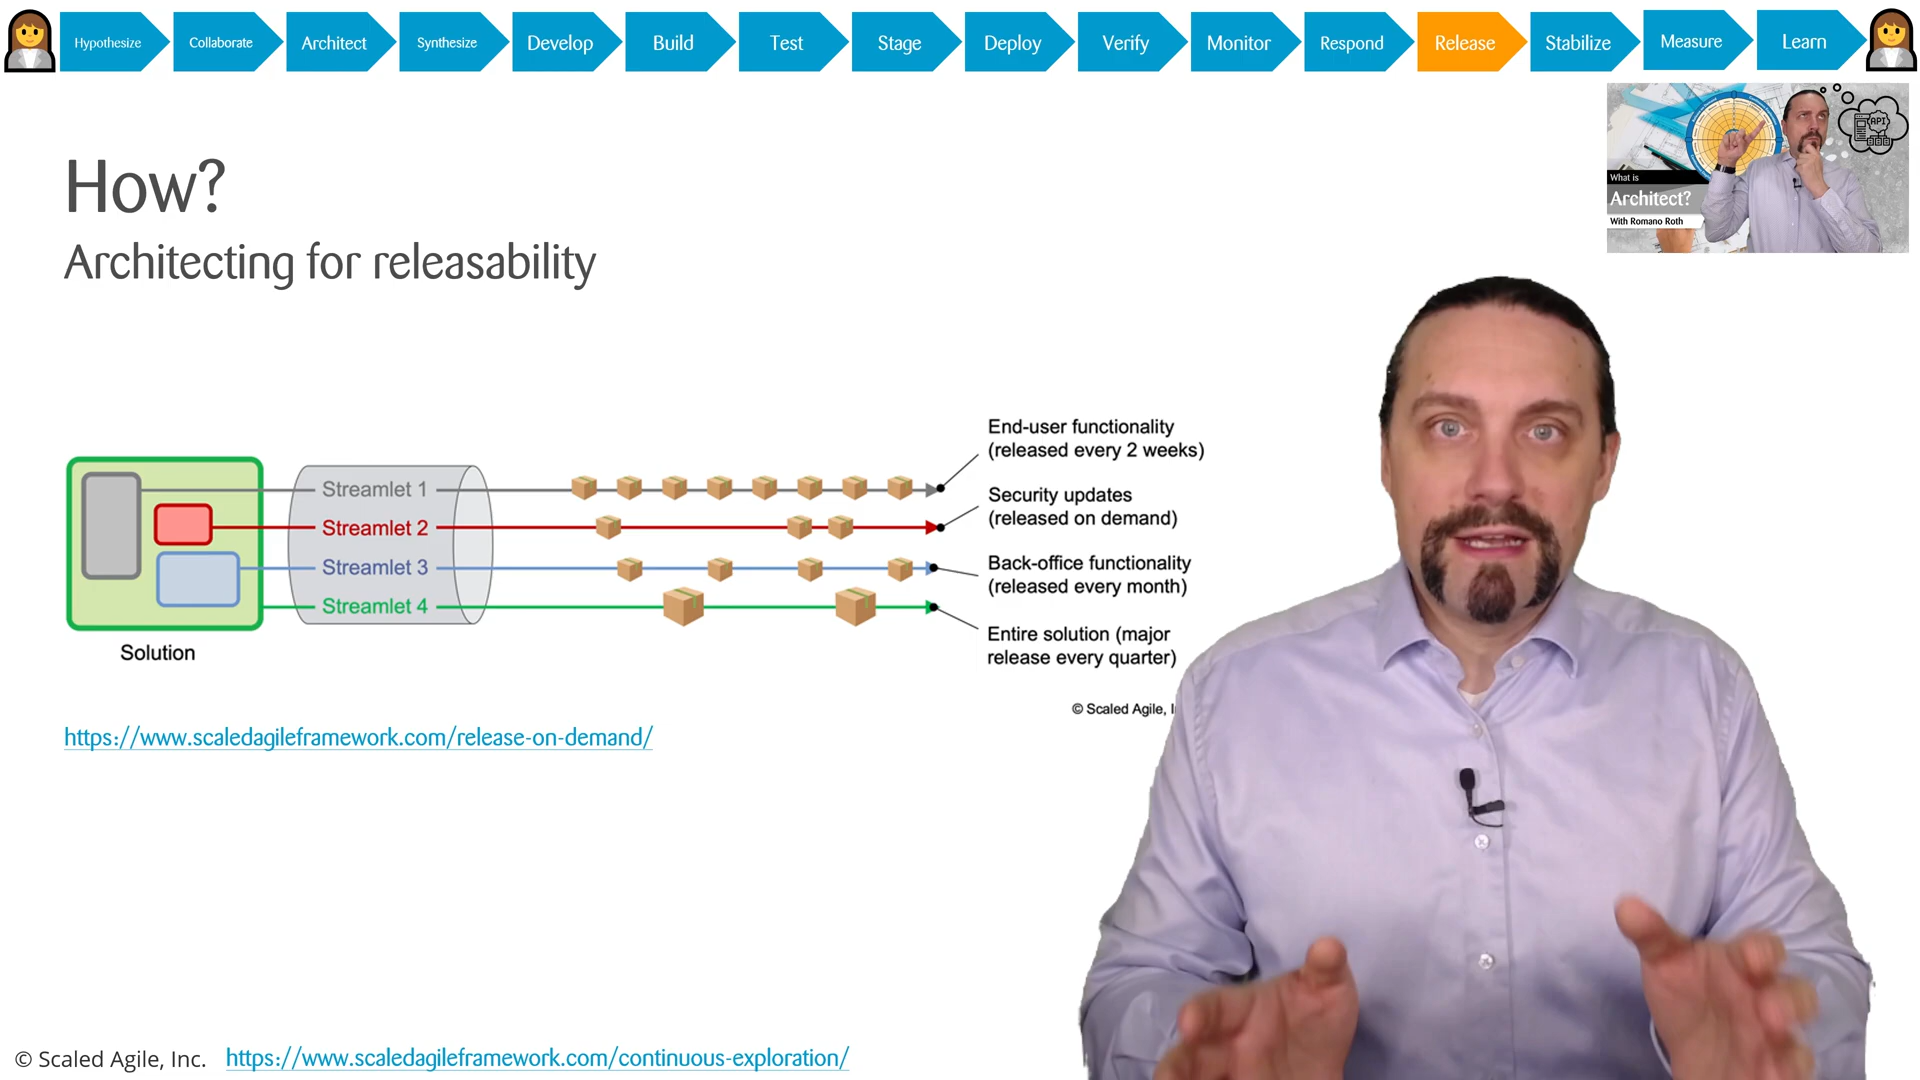 Hypothesize
Collaborate
Architect
Synthesize
Develop
Build
Test
Stage
Deploy
Verify
Monitor
Respond
Release
Stabilize
Measure
Learn
API
What is
Architect?
With Romano Roth
How?
Architecting for releasability
End-user functionality
(released every 2 weeks)
Streamlet 1
Security updates
(released on demand)
Streamlet 2
Back-office functionality
(released every month)
Streamlet 3
Streamlet 4
Entire solution (major
release every quarter)
Solution
© Scaled Agile,
https://www.scaledagileframework.com/release-on-demand/
© Scaled Agile, Inc.
https://www.scaledagileframework.com/continuous-exploration/